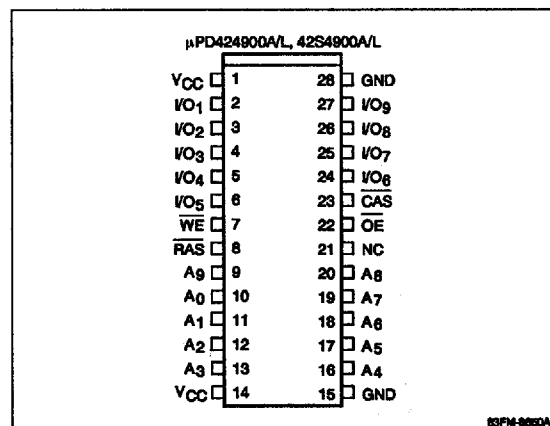 μPD424900A/L, 42S4900A/L
VCC 1 28 GND
I/O1 2 27 I/O9
I/O2 3 26 I/O8
I/O3 4 25 I/O7
I/O4 5 24 I/O6
I/O5 6 23 CAS
WE 7 22 OE
RAS 8 21 NC
A9 9 20 A8
A0 10 19 A7
A1 11 18 A6
A2 12 17 A5
A3 13 16 A4
VCC 14 15 GND